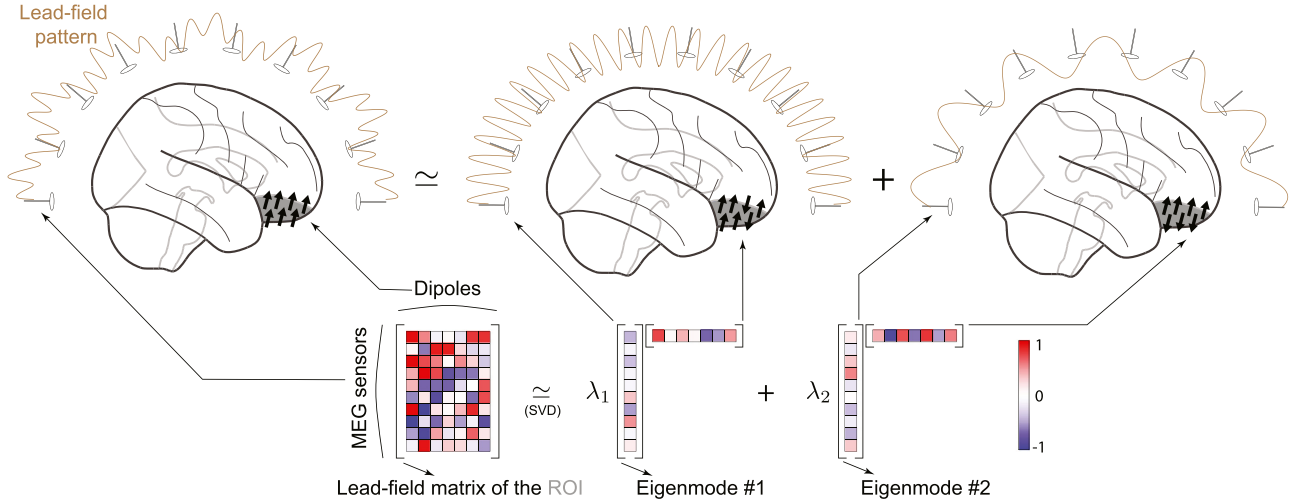 Lead-field
pattern
≃
+
Dipoles
MEG sensors
≃
(SVD)
λ1
+
λ2
1
0
-1
Lead-field matrix of the ROI
Eigenmode #1
Eigenmode #2